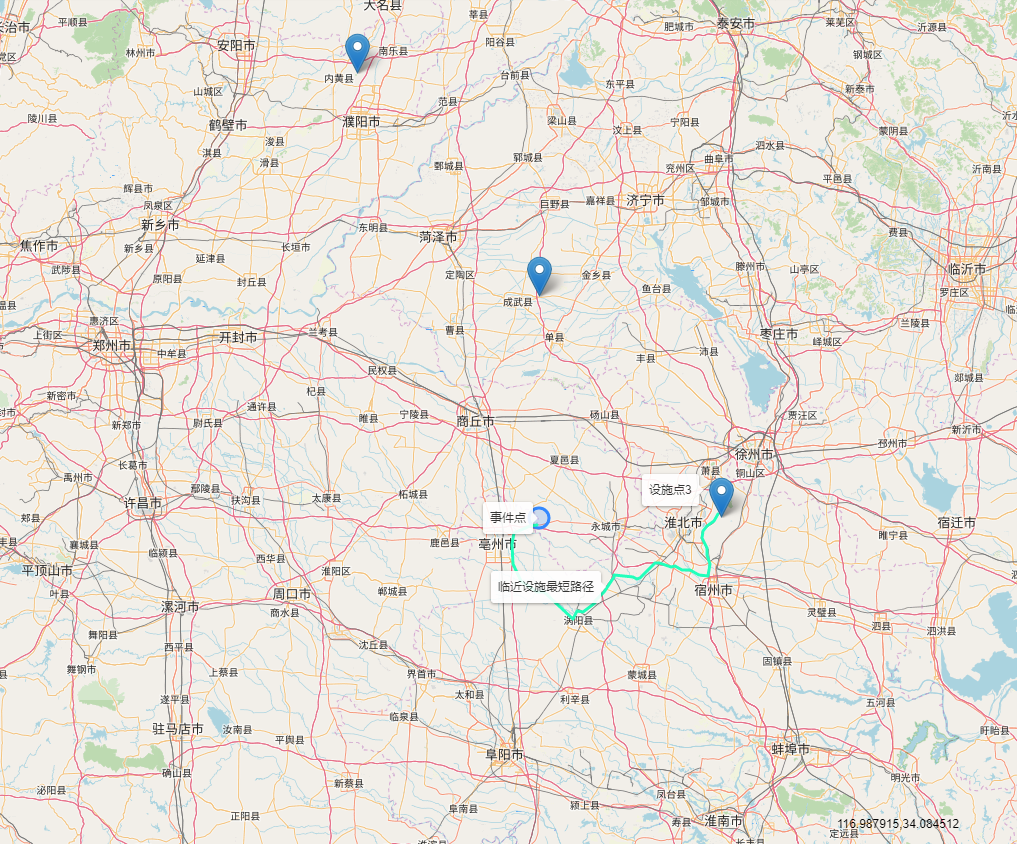 大名县
莘县
肥城市
泰安市
莱芜区
沂源县
平顺县
长治市
安阳市
南乐县
阳谷县
林州市
钢城区
内黄县
台前县
东平县
新泰市
山城区
范县
陵川县
鹤壁市
濮阳市
梁山县
汶上县
宁阳县
蒙阴县
浚县
泗水县
淇县
滑县
鄄城县
郓城县
兖州区
曲阜市
沂南县
平邑县
辉县市
凤泉区
巨野县
嘉祥县
济宁市
邹城市
新乡市
东明县
菏泽市
费县
焦作市
新乡县
长垣市
延津县
武陟县
定陶区
金乡县
滕州市
山亭区
临沂市
原阳县
封丘县
鱼台县
罗庄区
成武县
惠济区
上街区
郑州市
中牟县
开封市
兰考县
曹县
单县
枣庄市
峄城区
兰陵县
丰县
沛县
民权县
郯城县
新密市
杞县
通许县
睢县
宁陵县
商丘市
砀山县
贾汪区
新郑市
尉氏县
新沂市
邳州市
徐州市
长葛市
夏邑县
萧县
铜山区
禹州市
鄢陵县
设施点3
许昌市
扶沟县
太康县
柘城县
郏县
事件点
永城市
淮北市
宿迁市
襄城县
鹿邑县
亳州市
睢宁县
临颍县
西华县
平顶山市
淮阳区
叶县
周口市
郸城县
临近设施最短路径
宿州市
漯河市
商水县
灵璧县
涡阳县
泗县
泗洪县
舞阳县
西平县
沈丘县
固镇县
舞钢市
上蔡县
界首市
蒙城县
遂平县
太和县
利辛县
五河县
临泉县
驻马店市
汝南县
盱眙县
平舆县
阜阳市
蚌埠市
确山县
新蔡县
明光市
泌阳县
凤台县
阜南县
颍上县
正阳县
寿县
淮南市
116.987915,34.084512
定远县